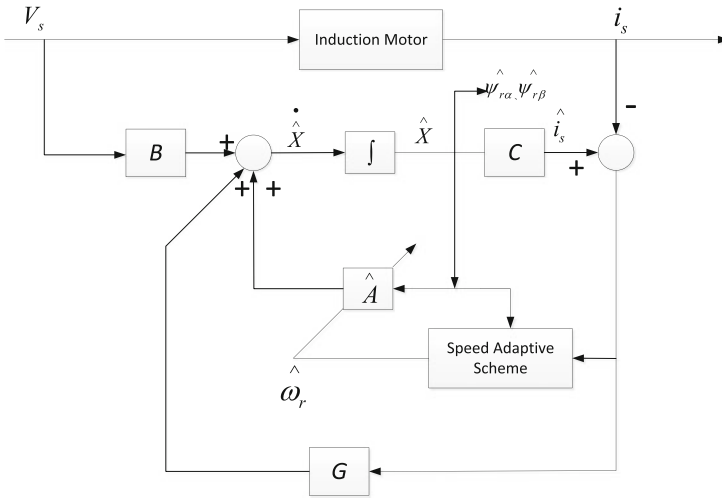 V_s
Induction Motor
i_s
ψ̂_rα、ψ̂_rβ
-
B
+
X̂̇
∫
X̂
C
î_s
+
+ +
Â
Speed Adaptive
Scheme
ω̂_r
G